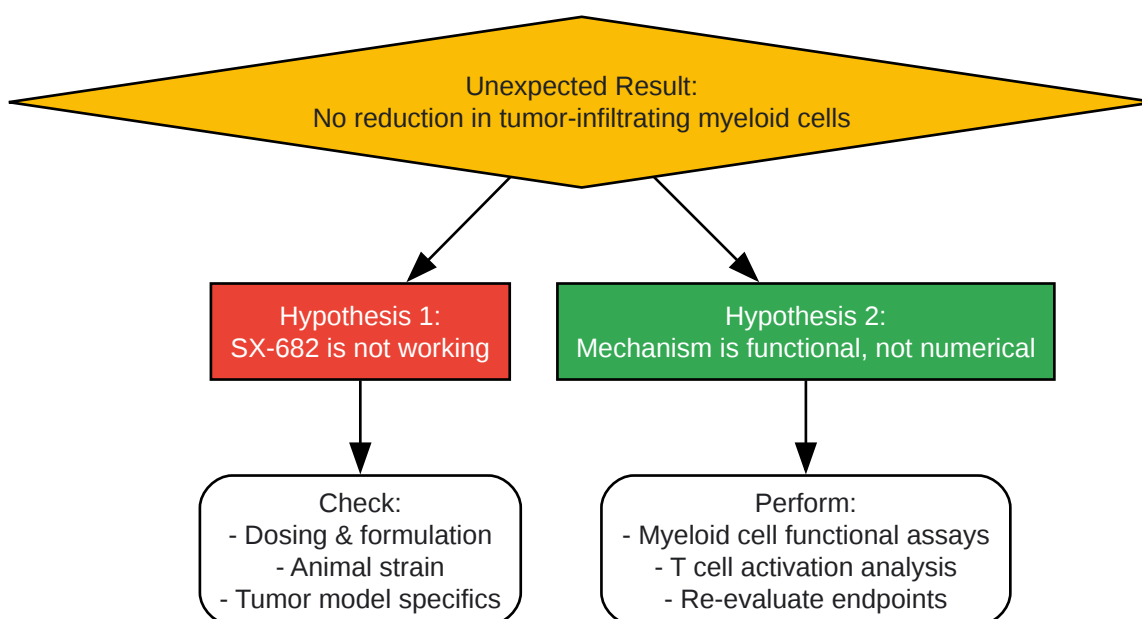 Unexpected Result:
No reduction in tumor-infiltrating myeloid cells
Hypothesis 1:
SX-682 is not working
Hypothesis 2:
Mechanism is functional, not numerical
Check:
- Dosing & formulation
- Animal strain
- Tumor model specifics
Perform:
- Myeloid cell functional assays
- T cell activation analysis
- Re-evaluate endpoints